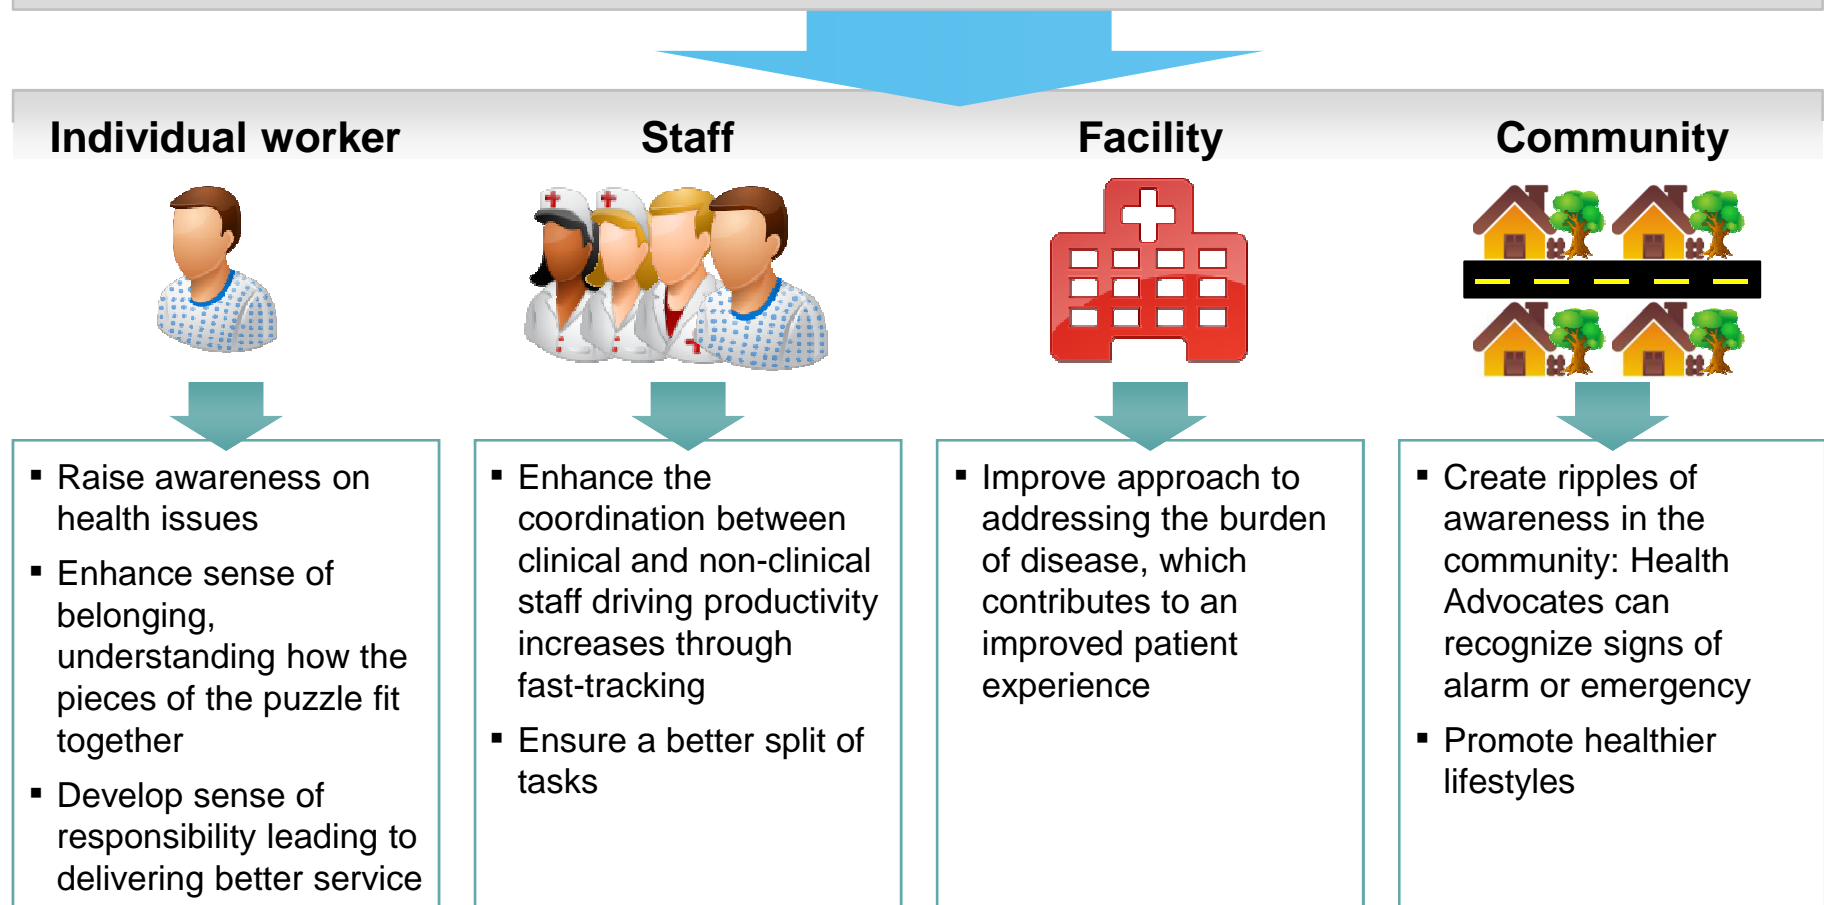 Individual worker
Staff
Facility
Community
▪ Raise awareness on
health issues
▪ Enhance sense of
belonging,
understanding how the
pieces of the puzzle fit
together
▪ Develop sense of
responsibility leading to
delivering better service
▪ Enhance the
coordination between
clinical and non-clinical
staff driving productivity
increases through
fast-tracking
▪ Ensure a better split of
tasks
▪ Improve approach to
addressing the burden
of disease, which
contributes to an
improved patient
experience
▪ Create ripples of
awareness in the
community: Health
Advocates can
recognize signs of
alarm or emergency
▪ Promote healthier
lifestyles